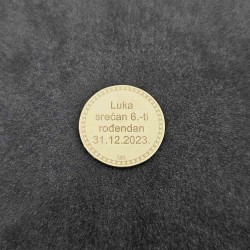 Luka
srećan 6.-ti
rođendan
31.12.2023.